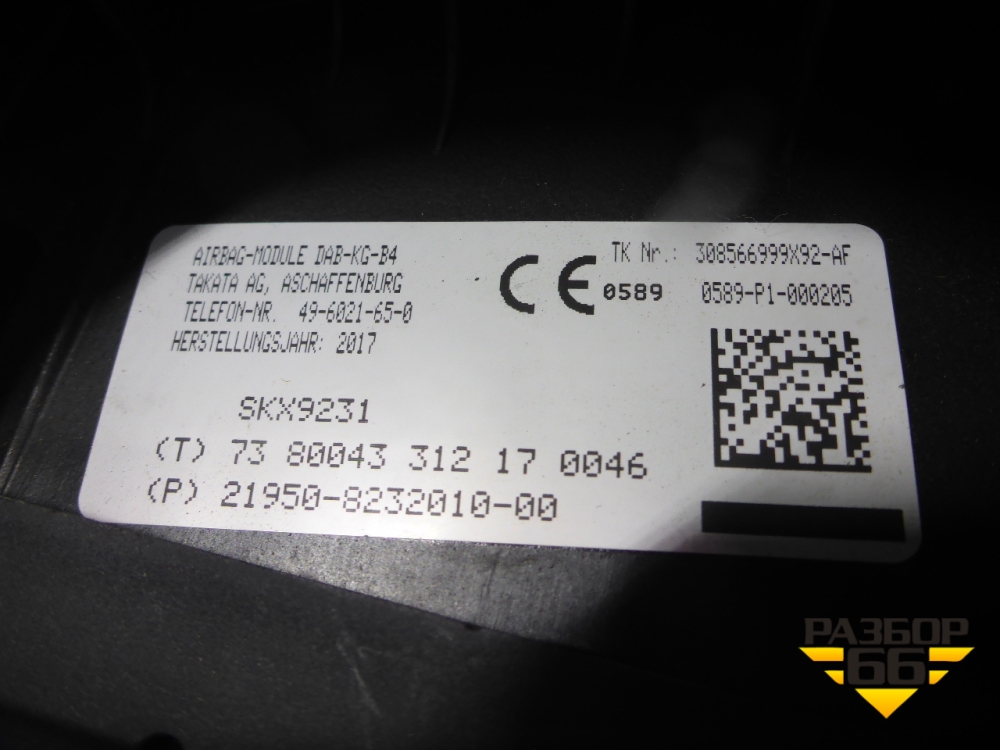 AIRBAG-MODULE DAB-KG-B4
TAKATA AG, ASCHAFFENBURG
TELEFON-NR. 49-6021-65-0
HERSTELLUNGSJAHR: 2017
CE 0589
TK Nr.: 308566999X92-AF
0589-P1-000205
SKX9231
(T) 73 80043 312 17 0046
(P) 21950-8232010-00
РАЗБОР
66